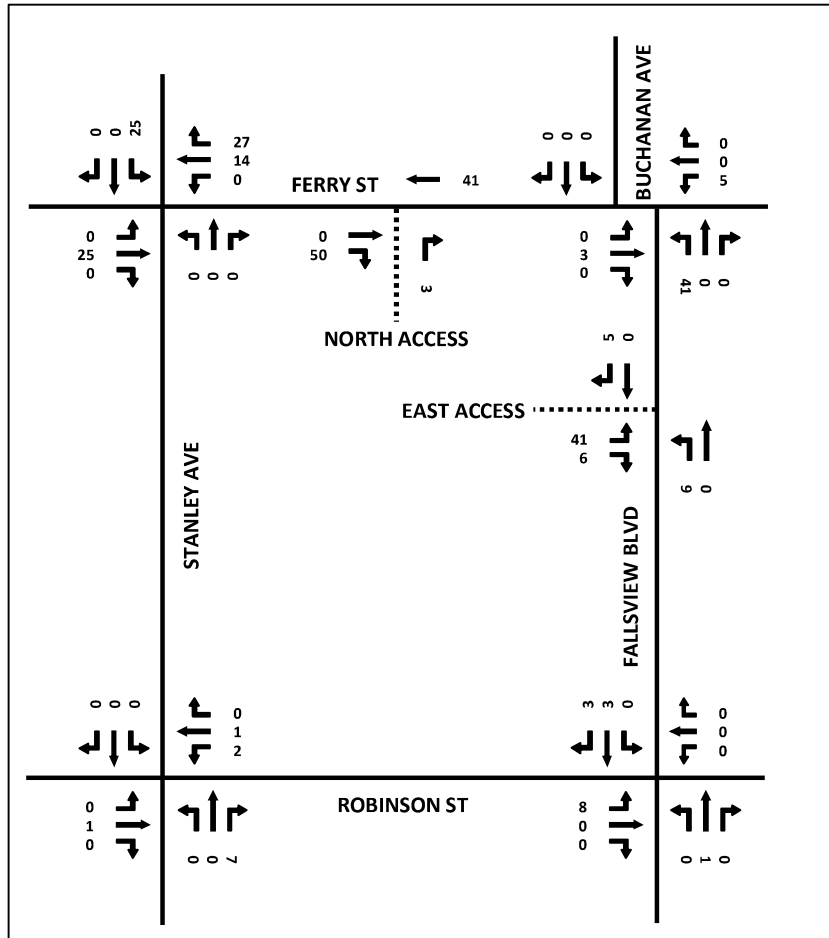 BUCHANAN AVE
0 0 25
27
14
0
FERRY ST
41
0 0 0
0
0
5
0
25
0
0 0 0
0
50
3
0
3
0
41 0 0
NORTH ACCESS
5 0
EAST ACCESS
41
6
9 0
STANLEY AVE
FALLSVIEW BLVD
0 0 0
0
1
2
3 3 0
0
0
0
0
1
0
0 0 7
ROBINSON ST
8
0
0
0 1 0